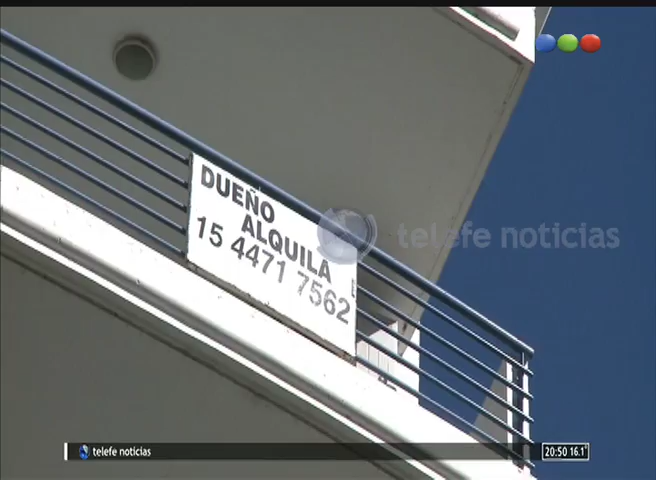 DUEÑO
ALQUILA
15 4471 7562
telefe noticias
telefe noticias
20:50 16.1°